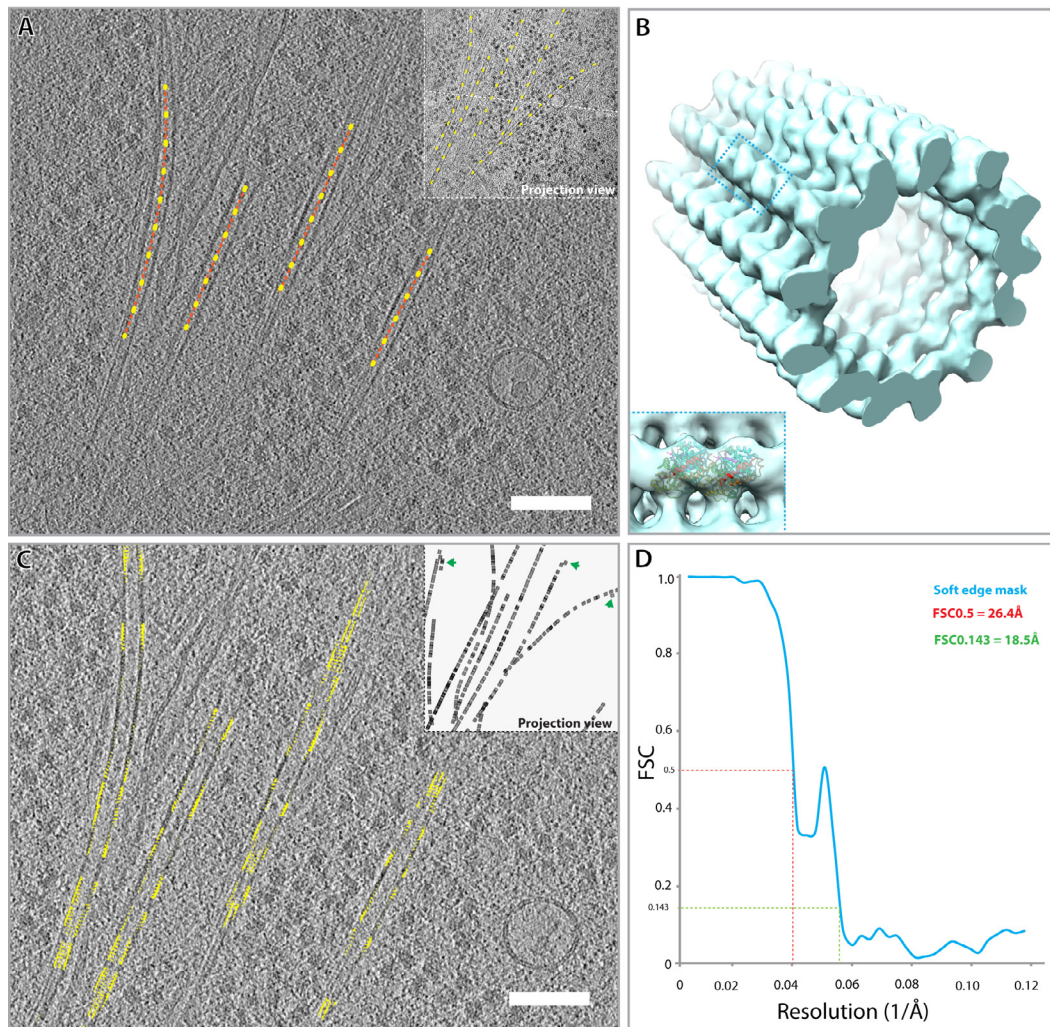 A
Projection view
B
C
Projection view
D
Soft edge mask
FSC0.5 = 26.4Å
FSC0.143 = 18.5Å
1.0
0.8
0.6
0.5
0.4
0.2
0.143
0
FSC
0
0.02
0.04
0.06
0.08
0.10
0.12
Resolution (1/Å)